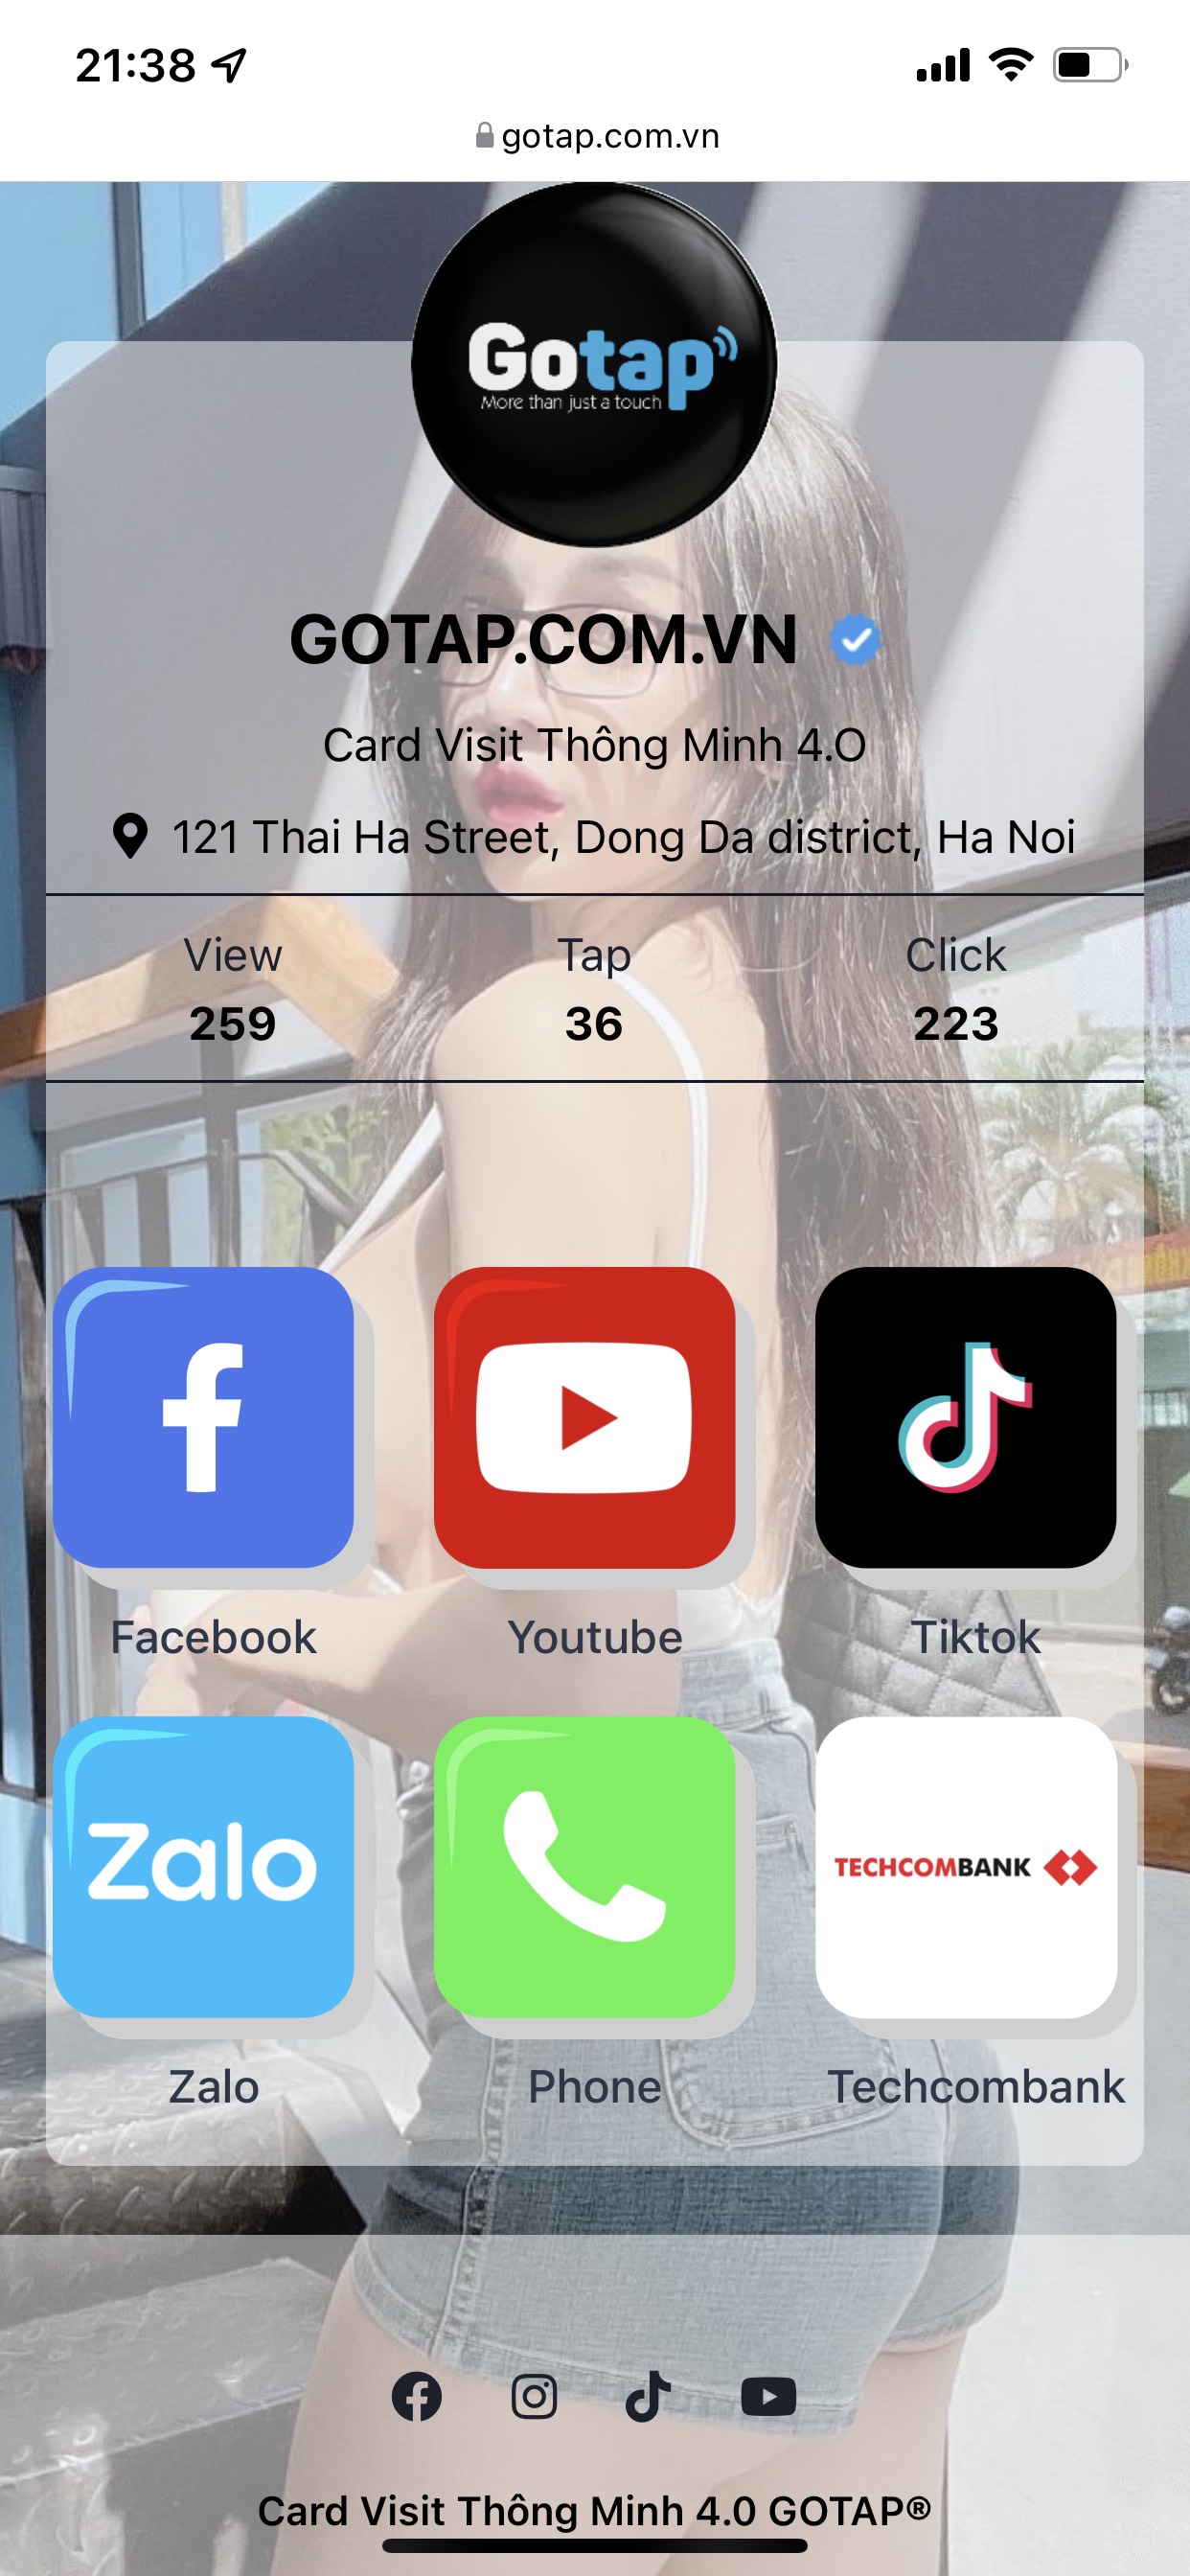 21:38
gotap.com.vn
Gotap
More than just a touch
GOTAP.COM.VN
Card Visit Thông Minh 4.O
121 Thai Ha Street, Dong Da district, Ha Noi
View Tap Click
259 36 223
Facebook Youtube Tiktok
Zalo TECHCOMBANK
Zalo Phone Techcombank
Card Visit Thông Minh 4.0 GOTAP®